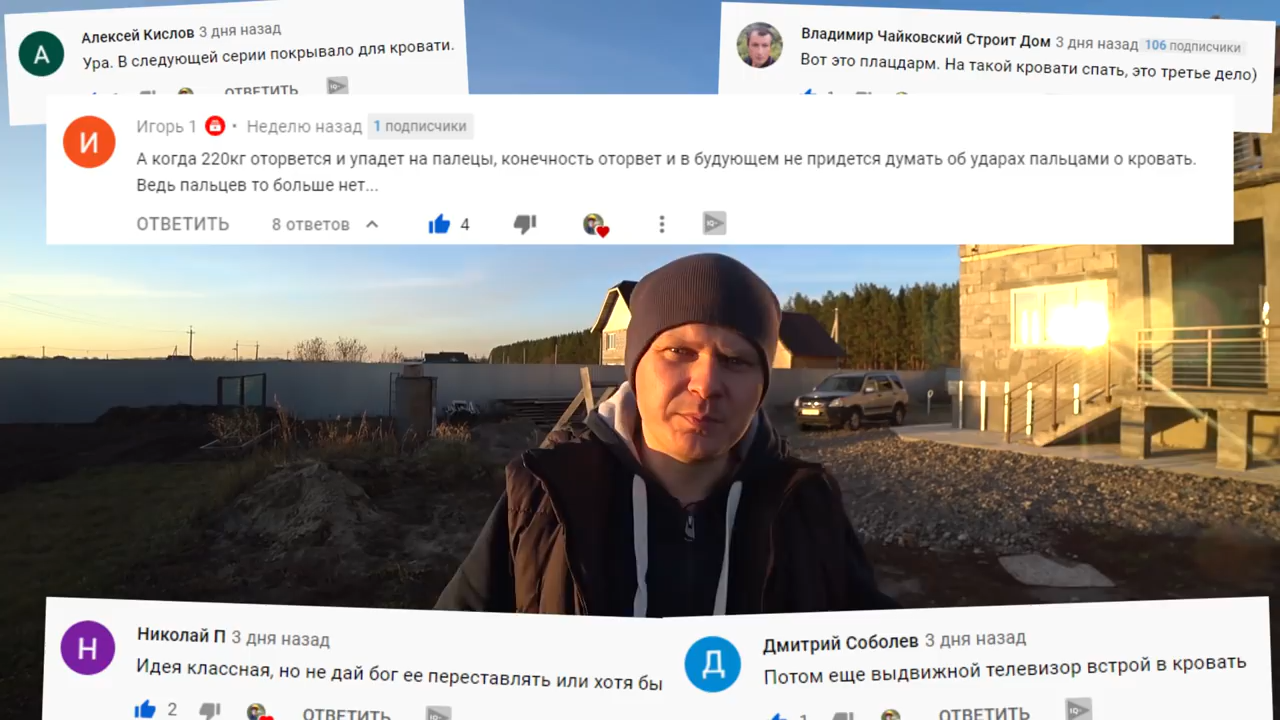 Алексей Кислов 3 дня назад
Ура. В следующей серии покрывало для кровати.
ОТВЕТИТЬ
Владимир Чайковский Строит Дом 3 дня назад 106 подписчики
Вот это плацдарм. На такой кровати спать, это третье дело)
Игорь 1 • Неделю назад 1 подписчики
А когда 220кг оторвется и упадет на палецы, конечность оторвет и в будующем не придется думать об ударах пальцами о кровать.
Ведь пальцев то больше нет...
ОТВЕТИТЬ 8 ответов 4
Николай П 3 дня назад
Идея классная, но не дай бог ее переставлять или хотя бы
2 ОТВЕТИТЬ
Дмитрий Соболев 3 дня назад
Потом еще выдвижной телевизор встрой в кровать
1 ОТВЕТИТЬ